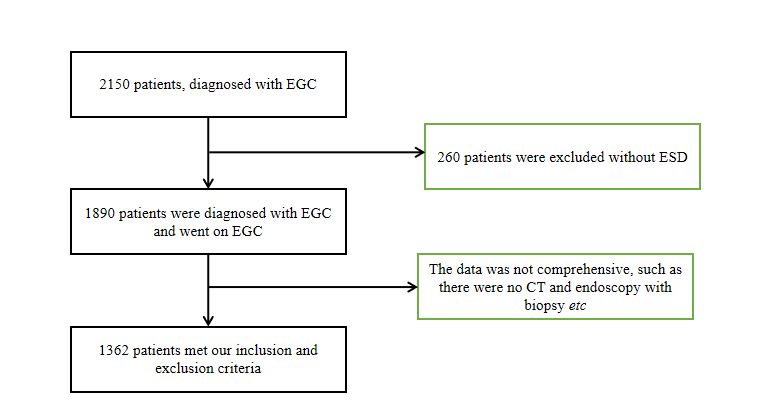 2150 patients, diagnosed with EGC
260 patients were excluded without ESD
1890 patients were diagnosed with EGC
and went on EGC
The data was not comprehensive, such as
there were no CT and endoscopy with
biopsy etc
1362 patients met our inclusion and
exclusion criteria